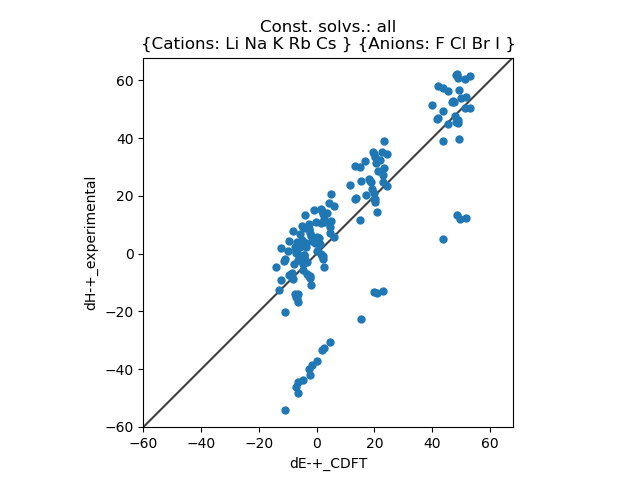 Const. solvs.: all
{Cations: Li Na K Rb Cs } {Anions: F Cl Br I }
60
40
20
0
−20
−40
−60
dH-+_experimental
−60 −40 −20 0 20 40 60
dE-+_CDFT